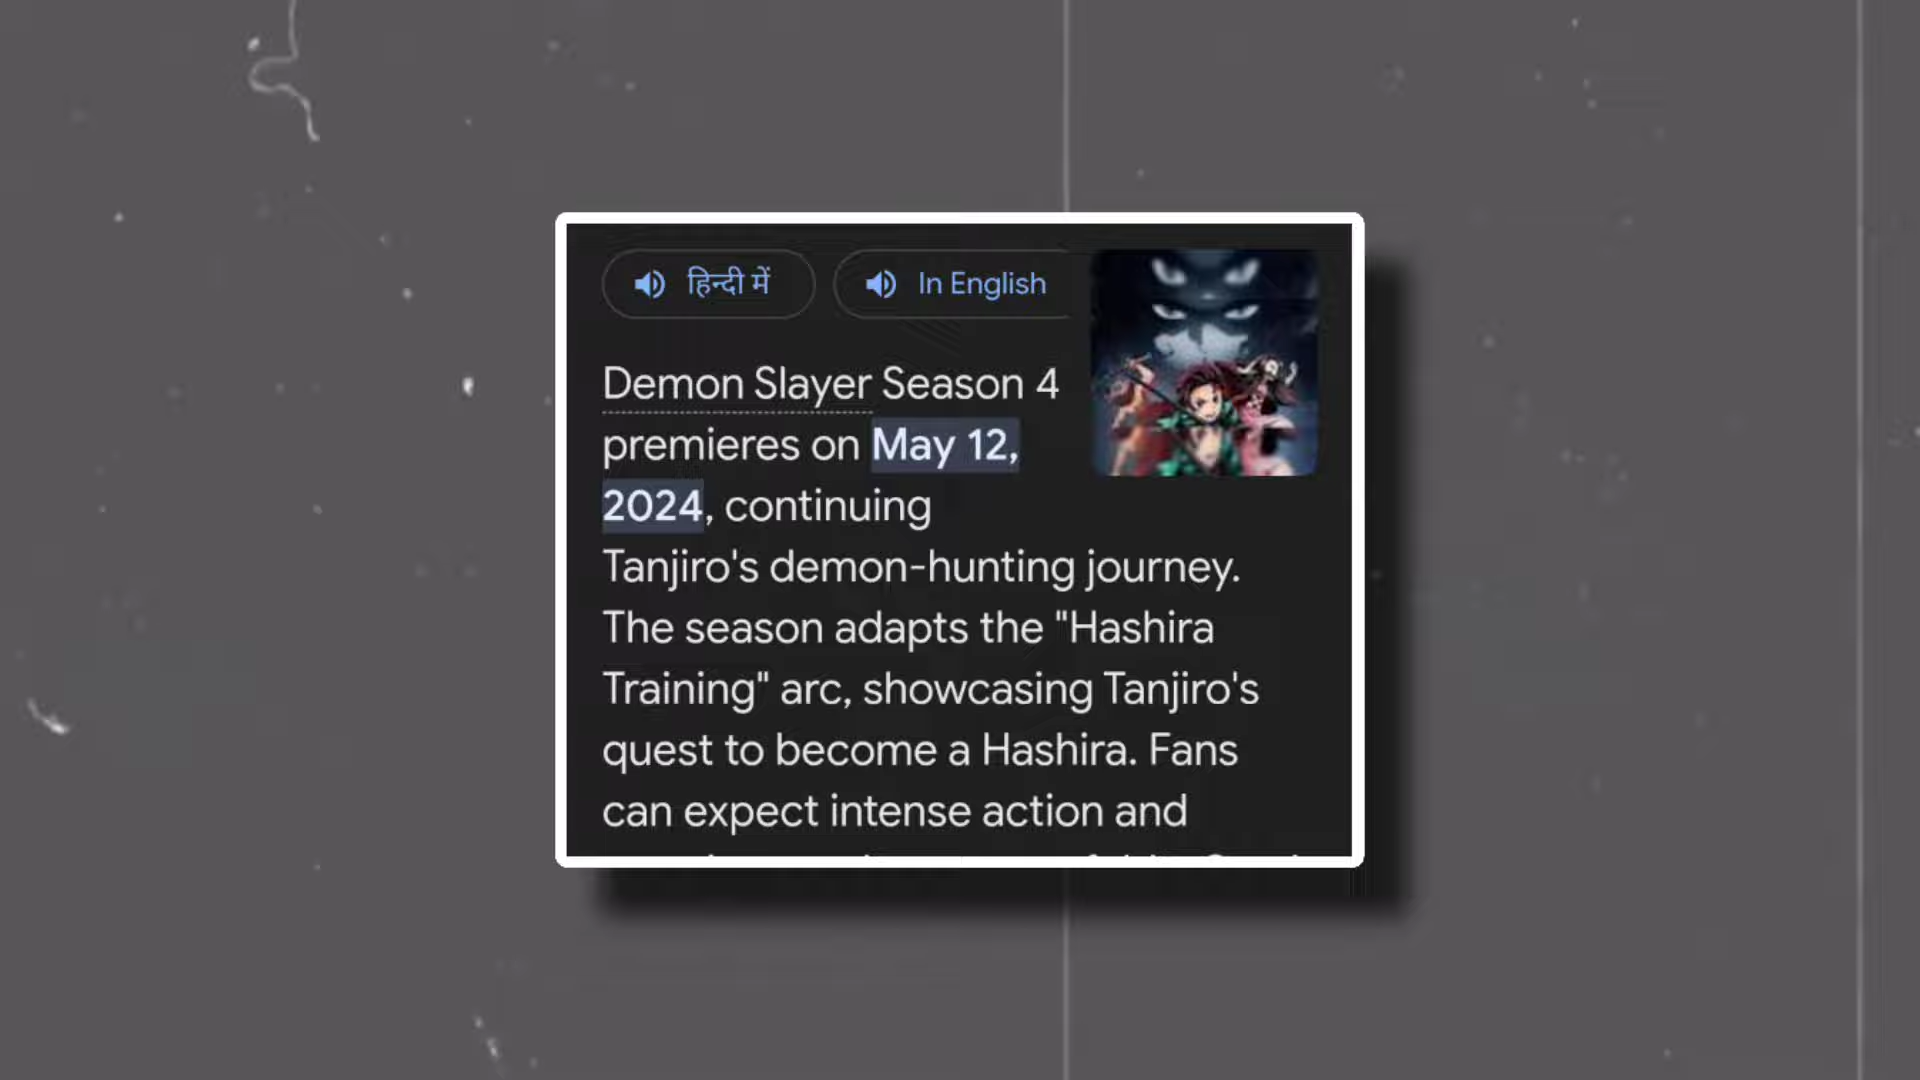 हिन्दी में
In English
Demon Slayer Season 4
premieres on May 12,
2024, continuing
Tanjiro's demon-hunting journey.
The season adapts the "Hashira
Training" arc, showcasing Tanjiro's
quest to become a Hashira. Fans
can expect intense action and